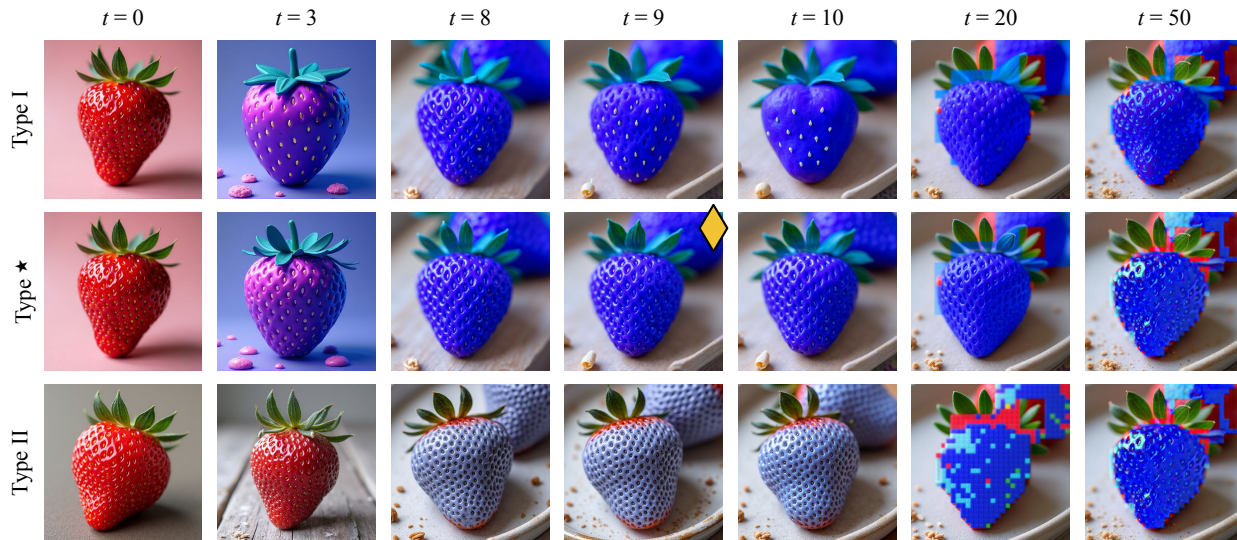 t = 0 t = 3 t = 8 t = 9 t = 10 t = 20 t = 50
Type I
Type ★
Type II